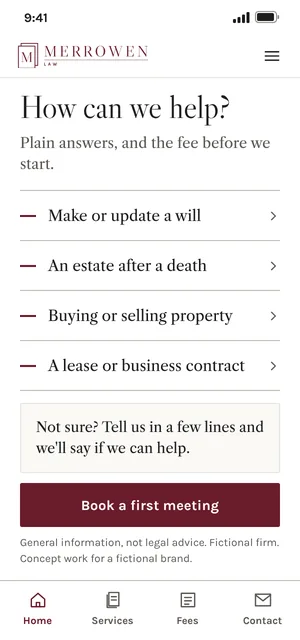 9:41
M MERROWEN
LAW
How can we help?
Plain answers, and the fee before we
start.
Make or update a will
An estate after a death
Buying or selling property
A lease or business contract
Not sure? Tell us in a few lines and
we'll say if we can help.
Book a first meeting
General information, not legal advice. Fictional firm.
Concept work for a fictional brand.
Home Services Fees Contact